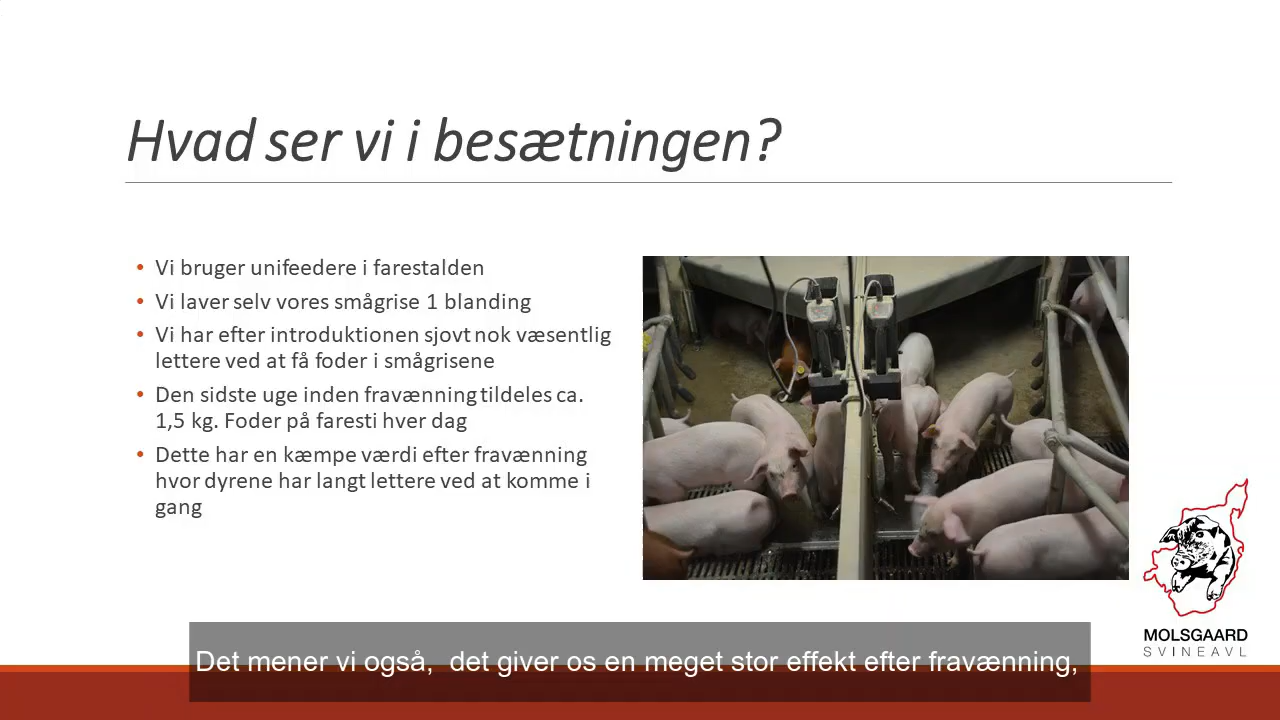 Hvad ser vi i besætningen?
• Vi bruger unifeedere i farestalden
• Vi laver selv vores smågrise 1 blanding
• Vi har efter introduktionen sjovt nok væsentlig
lettere ved at få foder i smågrisene
• Den sidste uge inden fravænning tildeles ca.
1,5 kg. Foder på faresti hver dag
• Dette har en kæmpe værdi efter fravænning
hvor dyrene har langt lettere ved at komme i
gang
MOLSGAARD
SVINEAVL
Det mener vi også, det giver os en meget stor effekt efter fravænning,